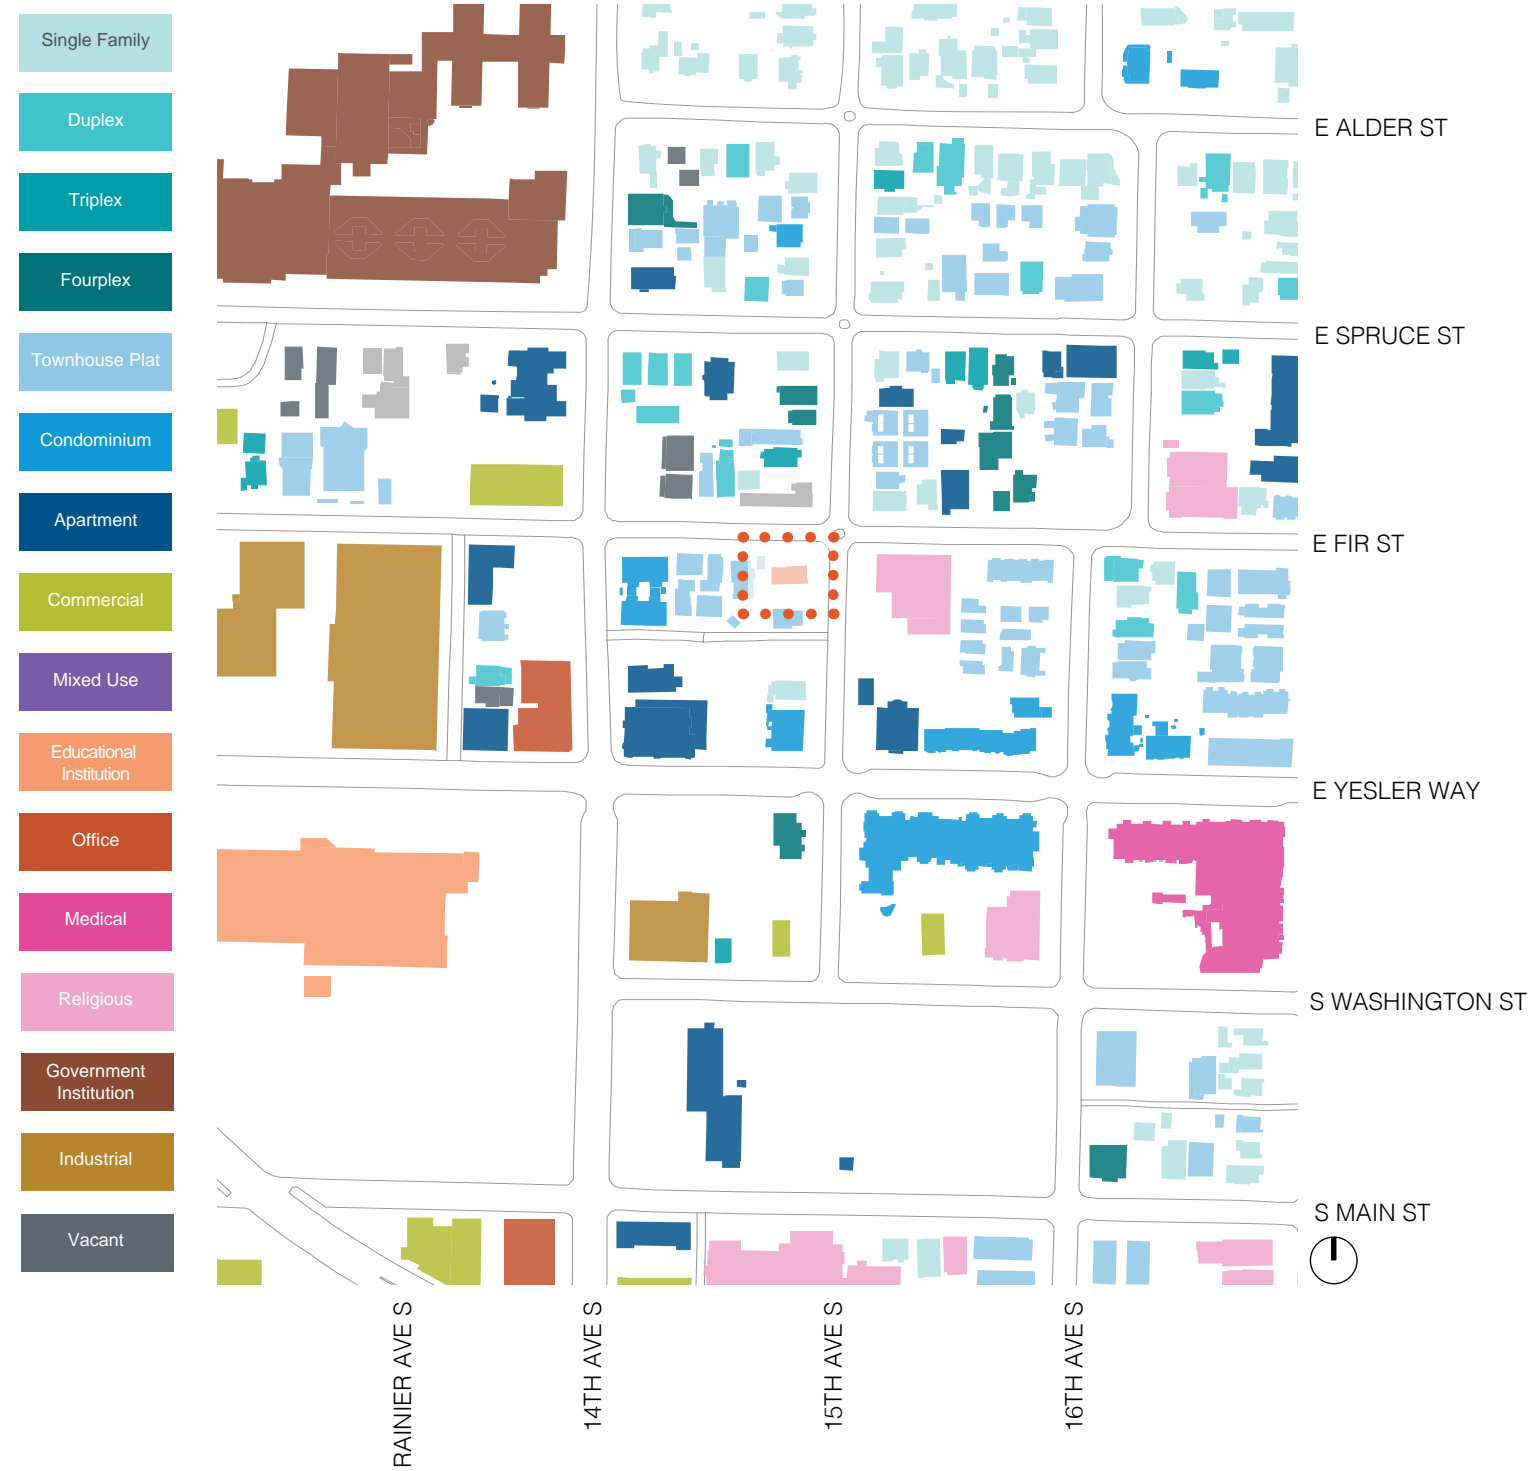 Single Family
Duplex
Triplex
Fourplex
Townhouse Plat
Condominium
Apartment
Commercial
Mixed Use
Educational
Institution
Office
Medical
Religious
Government
Institution
Industrial
Vacant
E ALDER ST
E SPRUCE ST
E FIR ST
E YESLER WAY
S WASHINGTON ST
S MAIN ST
RAINIER AVE S
14TH AVE S
15TH AVE S
16TH AVE S